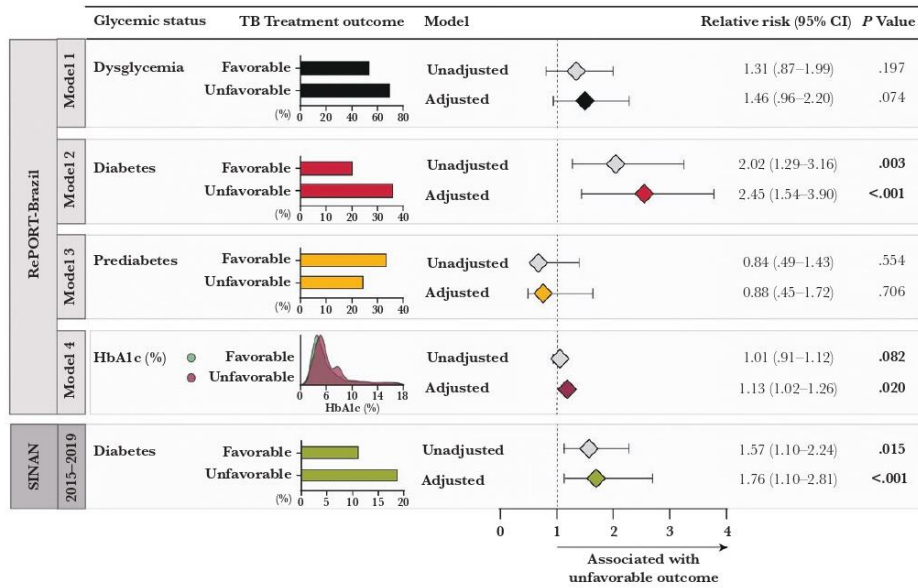 Glycemic status TB Treatment outcome Model Relative risk (95% CI) P Value
RePORT-Brazil
Model 1
Dysglycemia
Favorable
Unfavorable
(%) 0 20 40 60 80
Unadjusted 1.31 (.87–1.99) .197
Adjusted 1.46 (.96–2.20) .074
Model 2
Diabetes
Favorable
Unfavorable
(%) 0 10 20 30 40
Unadjusted 2.02 (1.29–3.16) .003
Adjusted 2.45 (1.54–3.90) <.001
Model 3
Prediabetes
Favorable
Unfavorable
(%) 0 10 20 30 40
Unadjusted 0.84 (.49–1.43) .554
Adjusted 0.88 (.45–1.72) .706
Model 4
HbA1c (%)
Favorable
Unfavorable
0 6 12 18
HbA1c (%)
Unadjusted 1.01 (.91–1.12) .082
Adjusted 1.13 (1.02–1.26) .020
SINAN
2015–2019
Diabetes
Favorable
Unfavorable
(%) 0 5 10 15 20
Unadjusted 1.57 (1.10–2.24) .015
Adjusted 1.76 (1.10–2.81) <.001
0 1 2 3 4
Associated with
unfavorable outcome